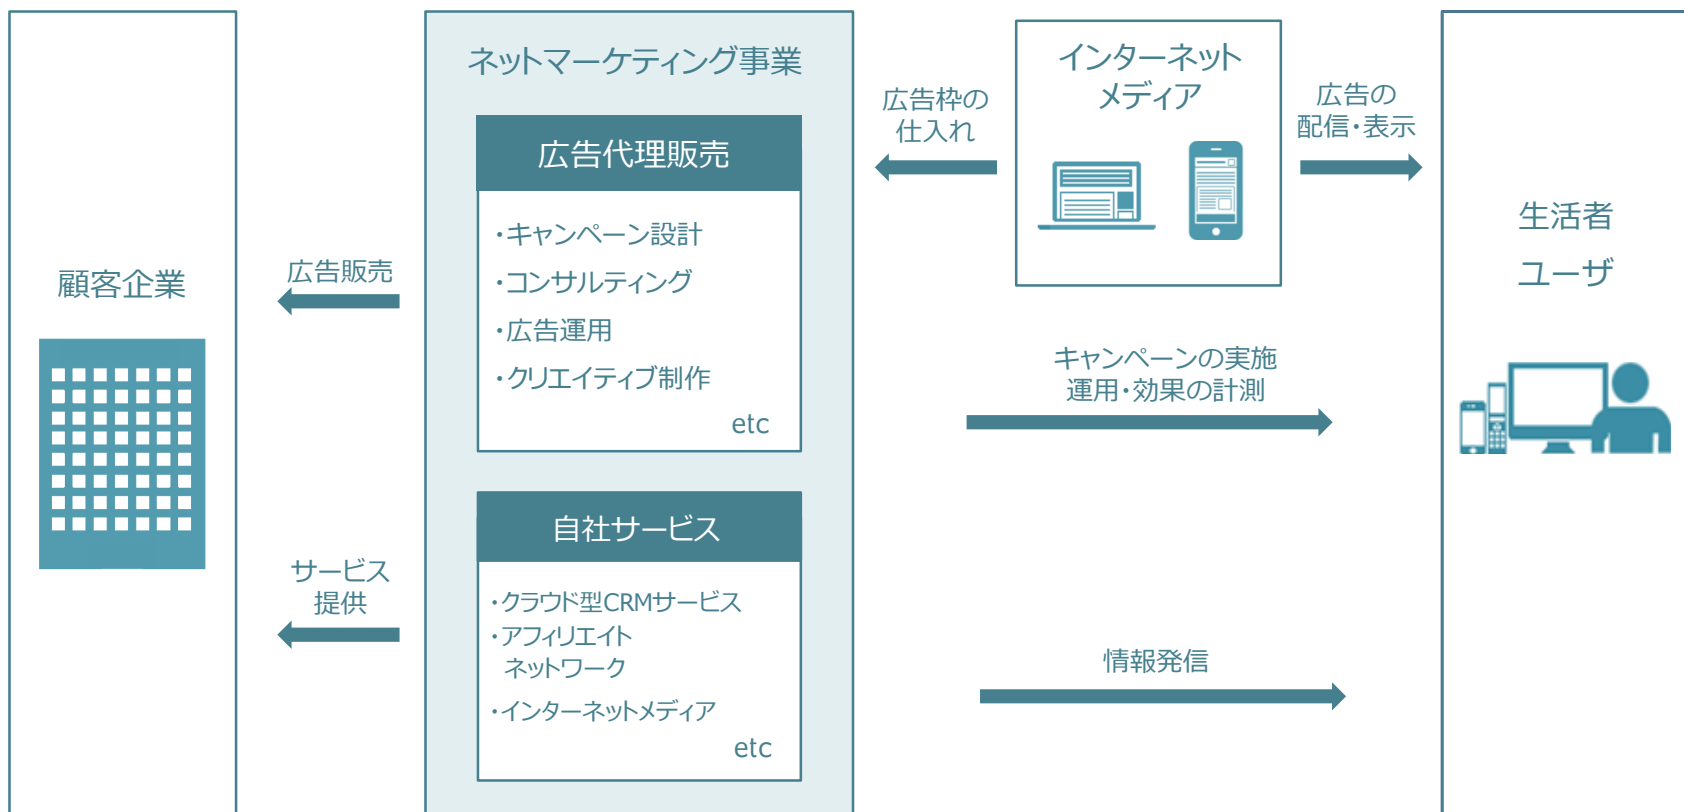 顧客企業
広告販売
サービス
提供
ネットマーケティング事業
広告代理販売
・キャンペーン設計
・コンサルティング
・広告運用
・クリエイティブ制作
etc
自社サービス
・クラウド型CRMサービス
・アフィリエイト
ネットワーク
・インターネットメディア
etc
広告枠の
仕入れ
インターネット
メディア
広告の
配信・表示
キャンペーンの実施
運用・効果の計測
情報発信
生活者
ユーザ